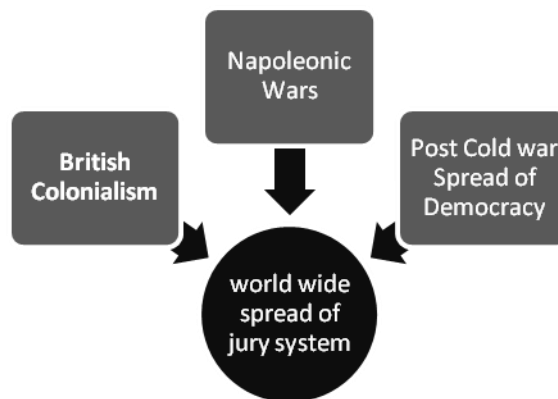 Napoleonic
Wars
British
Colonialism
Post Cold war
Spread of
Democracy
world wide
spread of
jury system